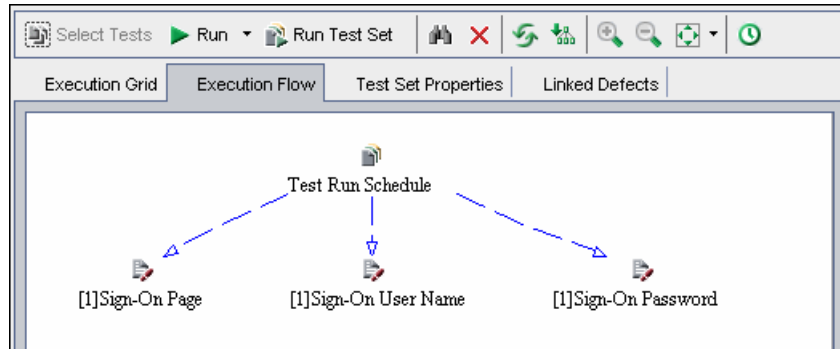 Select Tests Run Run Test Set
Execution Grid Execution Flow Test Set Properties Linked Defects
Test Run Schedule
[1]Sign-On Page [1]Sign-On User Name [1]Sign-On Password